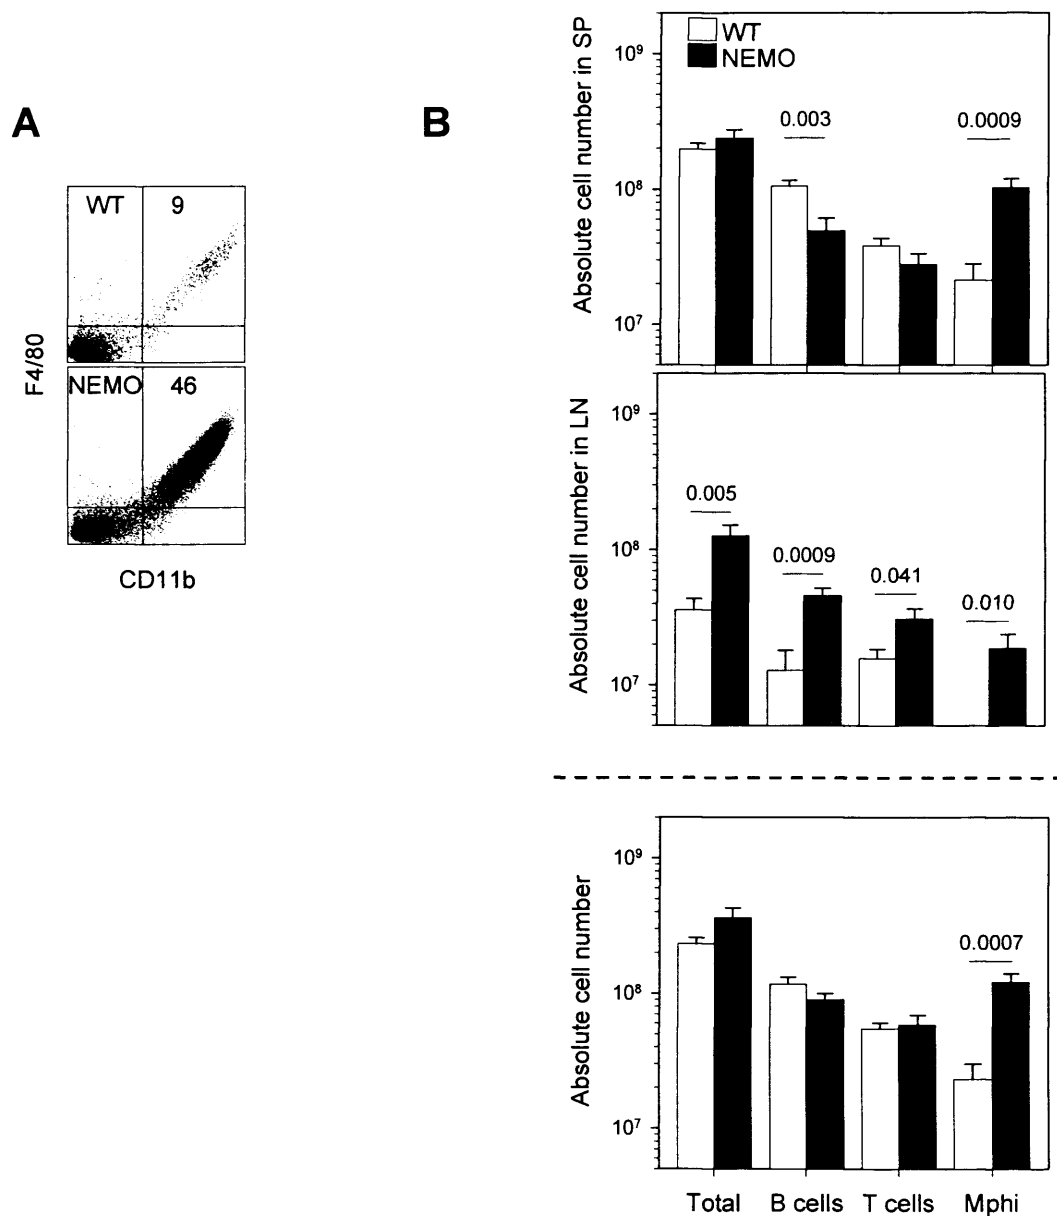 A
WT 9
NEMO 46
F4/80
CD11b
B
WT
NEMO
Absolute cell number in SP
10⁹
10⁸
10⁷
0.003
0.0009
Absolute cell number in LN
10⁹
10⁸
10⁷
0.005
0.0009
0.041
0.010
Absolute cell number
10⁹
10⁸
10⁷
0.0007
Total B cells T cells Mphi